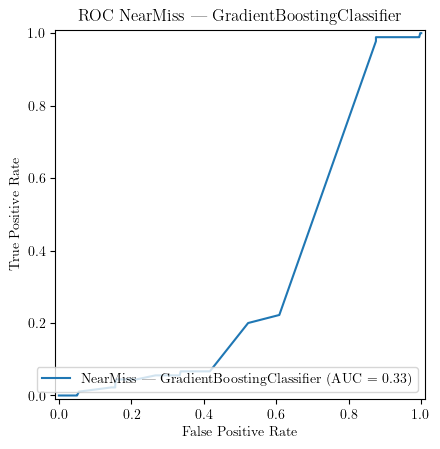 ROC NearMiss — GradientBoostingClassifier
1.0
0.8
0.6
0.4
0.2
0.0
True Positive Rate
NearMiss — GradientBoostingClassifier (AUC = 0.33)
0.0 0.2 0.4 0.6 0.8 1.0
False Positive Rate